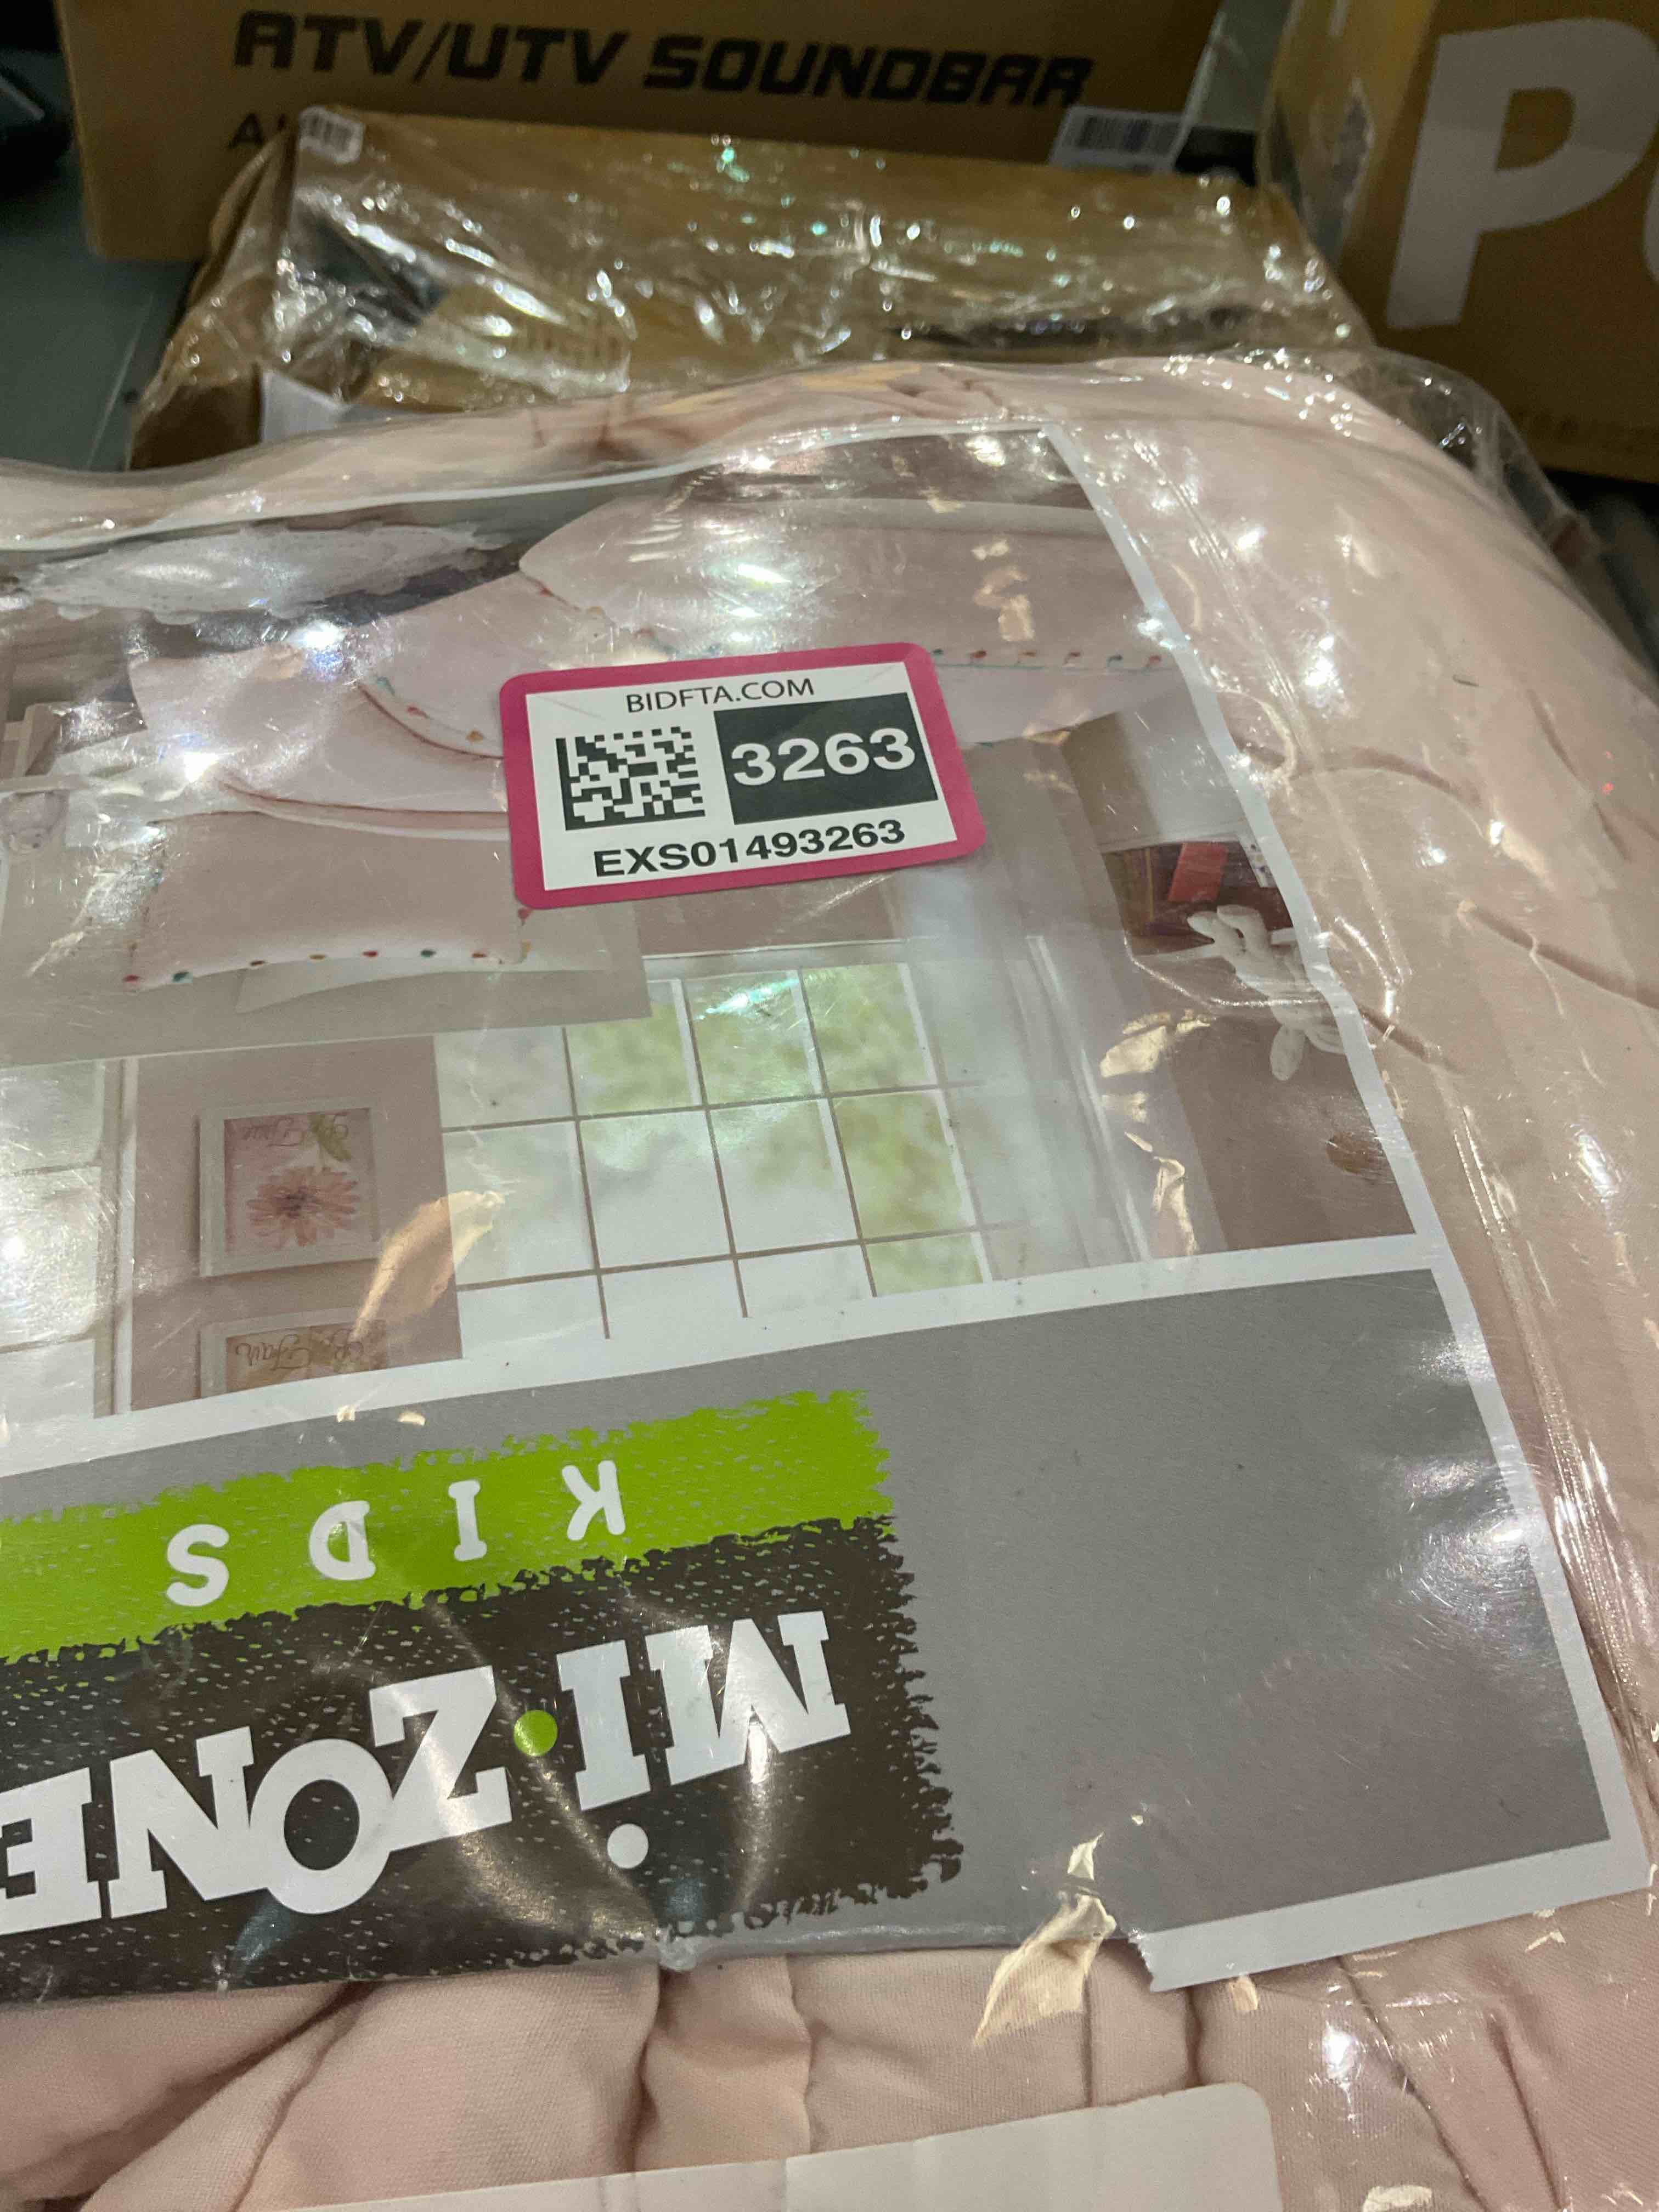 ATV/UTV SOUNDBAR
P
BIDFTA.COM
3263
EXS01493263
KIDS
MI·ZONE